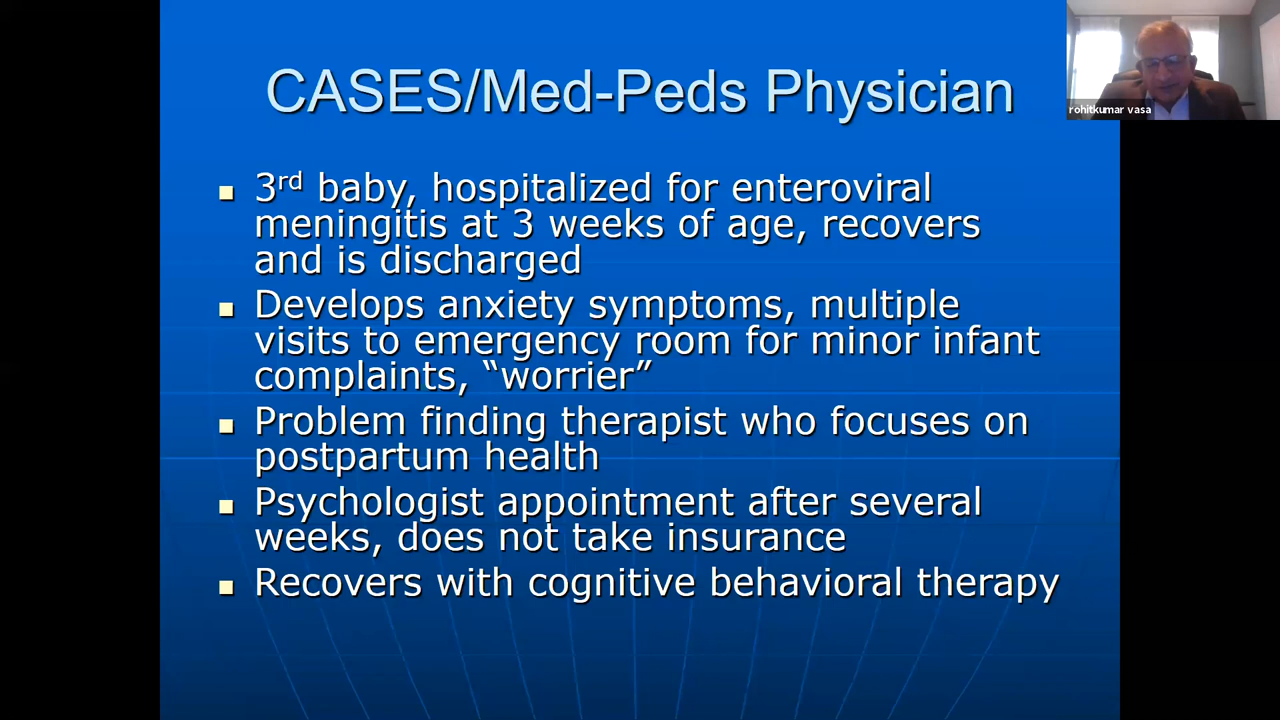 CASES/Med-Peds Physician
rohitkumar vasa
3rd baby, hospitalized for enteroviral
meningitis at 3 weeks of age, recovers
and is discharged
Develops anxiety symptoms, multiple
visits to emergency room for minor infant
complaints, “worrier”
Problem finding therapist who focuses on
postpartum health
Psychologist appointment after several
weeks, does not take insurance
Recovers with cognitive behavioral therapy